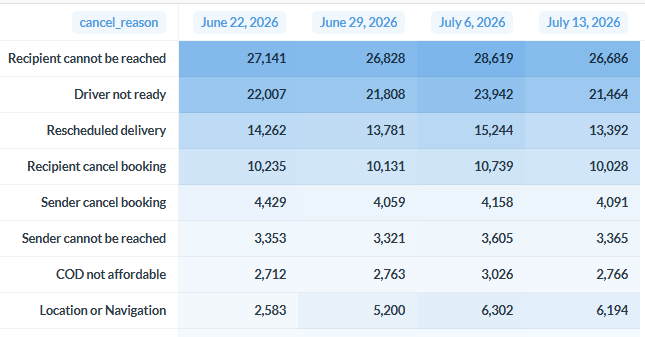 cancel_reason June 22, 2026 June 29, 2026 July 6, 2026 July 13, 2026
Recipient cannot be reached 27,141 26,828 28,619 26,686
Driver not ready 22,007 21,808 23,942 21,464
Rescheduled delivery 14,262 13,781 15,244 13,392
Recipient cancel booking 10,235 10,131 10,739 10,028
Sender cancel booking 4,429 4,059 4,158 4,091
Sender cannot be reached 3,353 3,321 3,605 3,365
COD not affordable 2,712 2,763 3,026 2,766
Location or Navigation 2,583 5,200 6,302 6,194